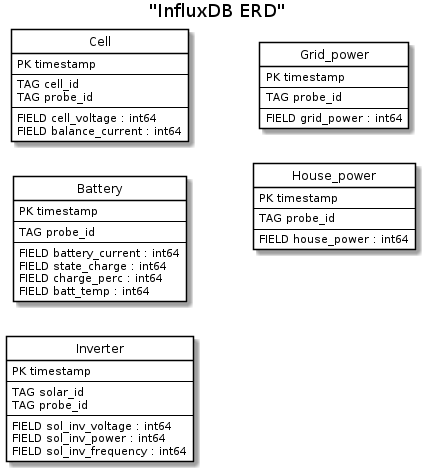 "InfluxDB ERD"
Cell
PK timestamp
TAG cell_id
TAG probe_id
FIELD cell_voltage : int64
FIELD balance_current : int64
Grid_power
PK timestamp
TAG probe_id
FIELD grid_power : int64
Battery
PK timestamp
TAG probe_id
FIELD battery_current : int64
FIELD state_charge : int64
FIELD charge_perc : int64
FIELD batt_temp : int64
House_power
PK timestamp
TAG probe_id
FIELD house_power : int64
Inverter
PK timestamp
TAG solar_id
TAG probe_id
FIELD sol_inv_voltage : int64
FIELD sol_inv_power : int64
FIELD sol_inv_frequency : int64